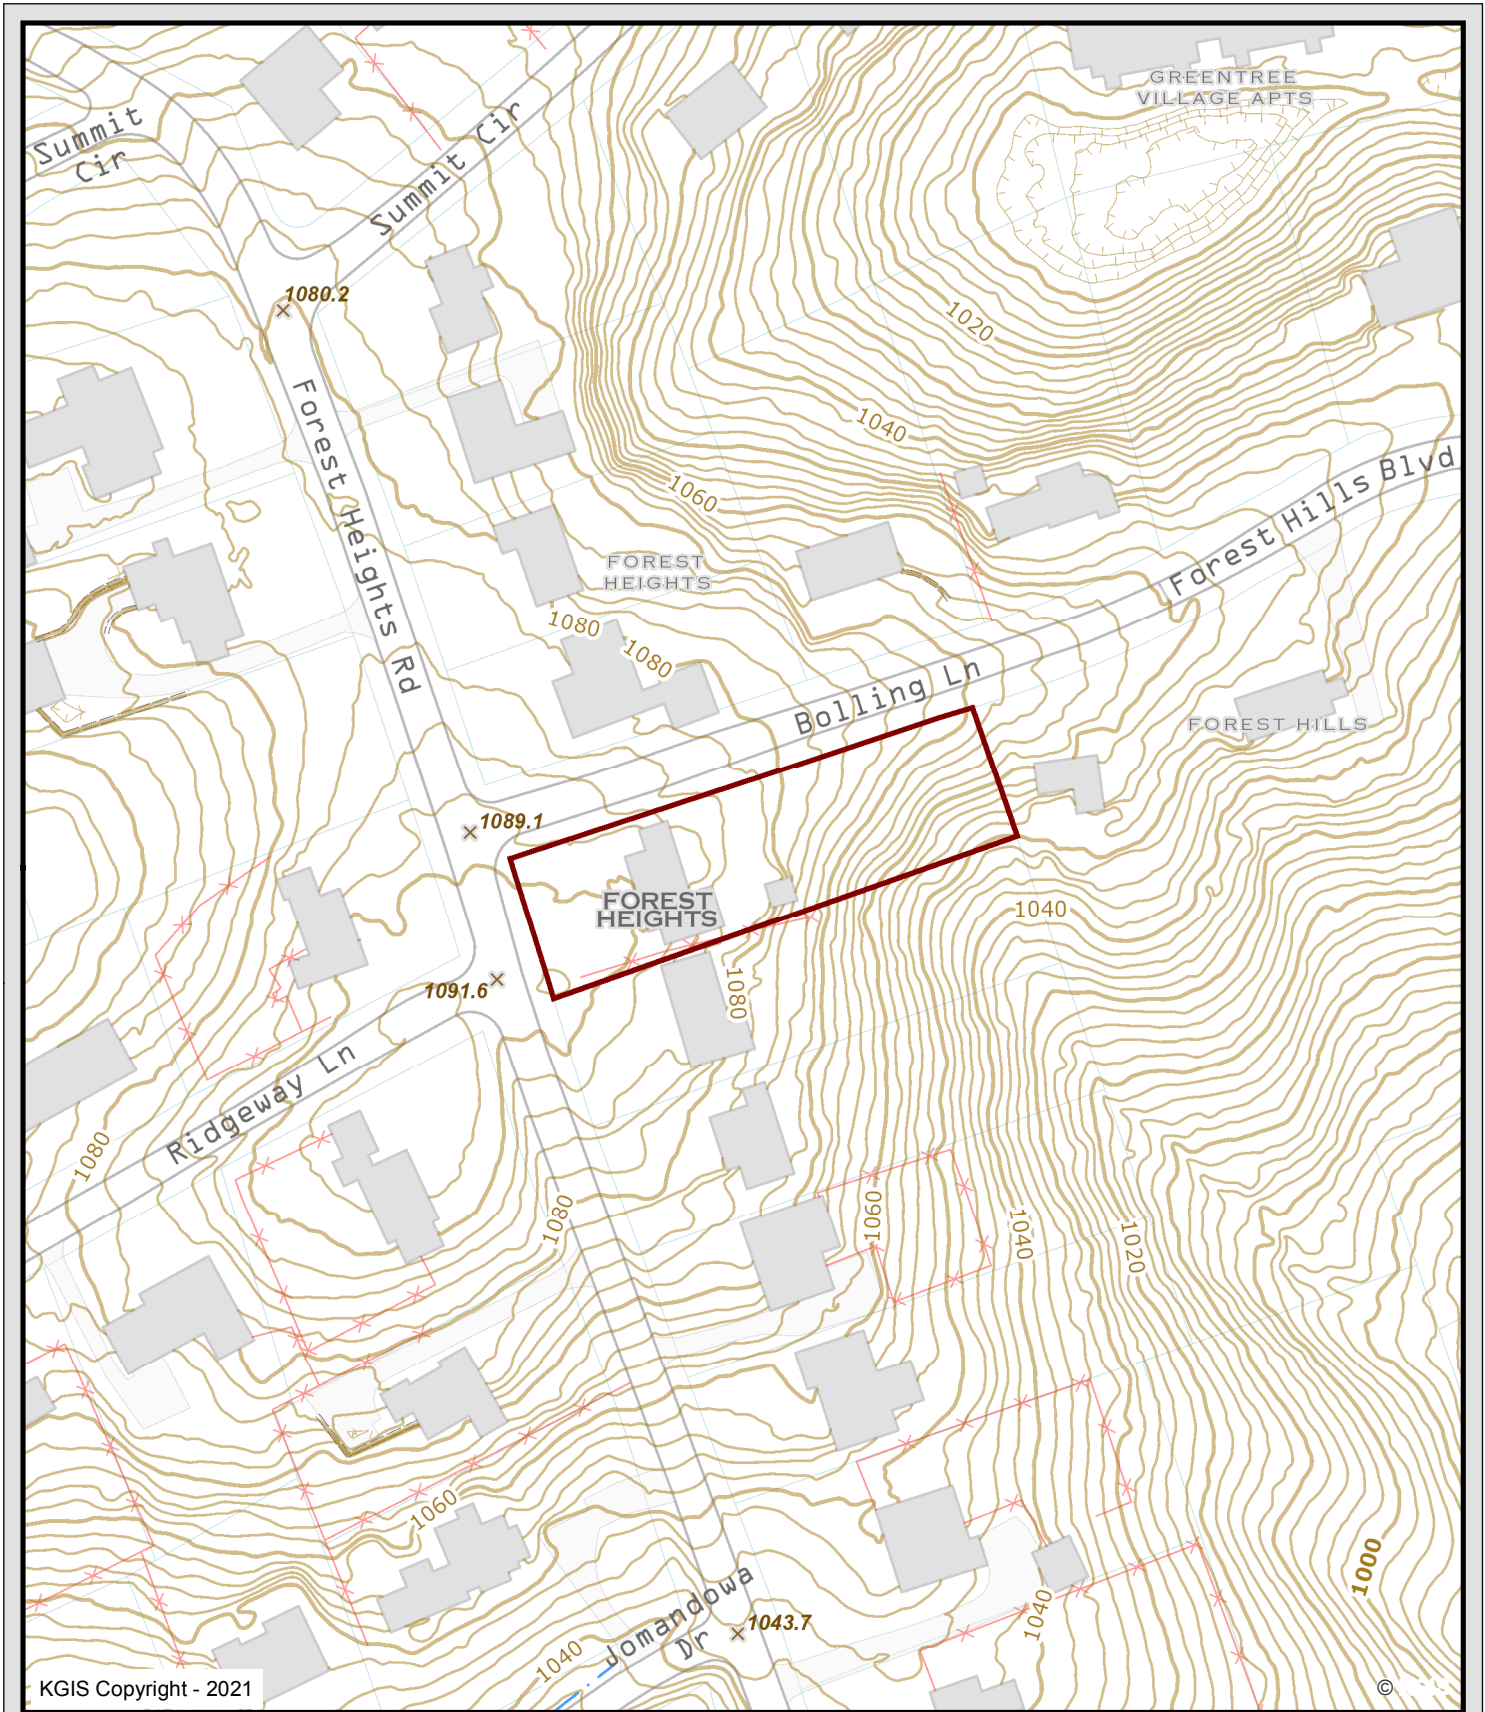 GREENTREE
VILLAGE APTS
Summit
Cir
Summit Cir
1080.2
1020
Forest Heights Rd
1040
Forest Hills Blvd
1060
FOREST
HEIGHTS
1080
1080
Bolling Ln
FOREST HILLS
1089.1
FOREST
HEIGHTS
1040
1091.6
1080
Ridgeway Ln
1080
1080
1060
1040
1020
1060
1000
Jomandowa
Dr
1043.7
1040
1040
KGIS Copyright - 2021
©